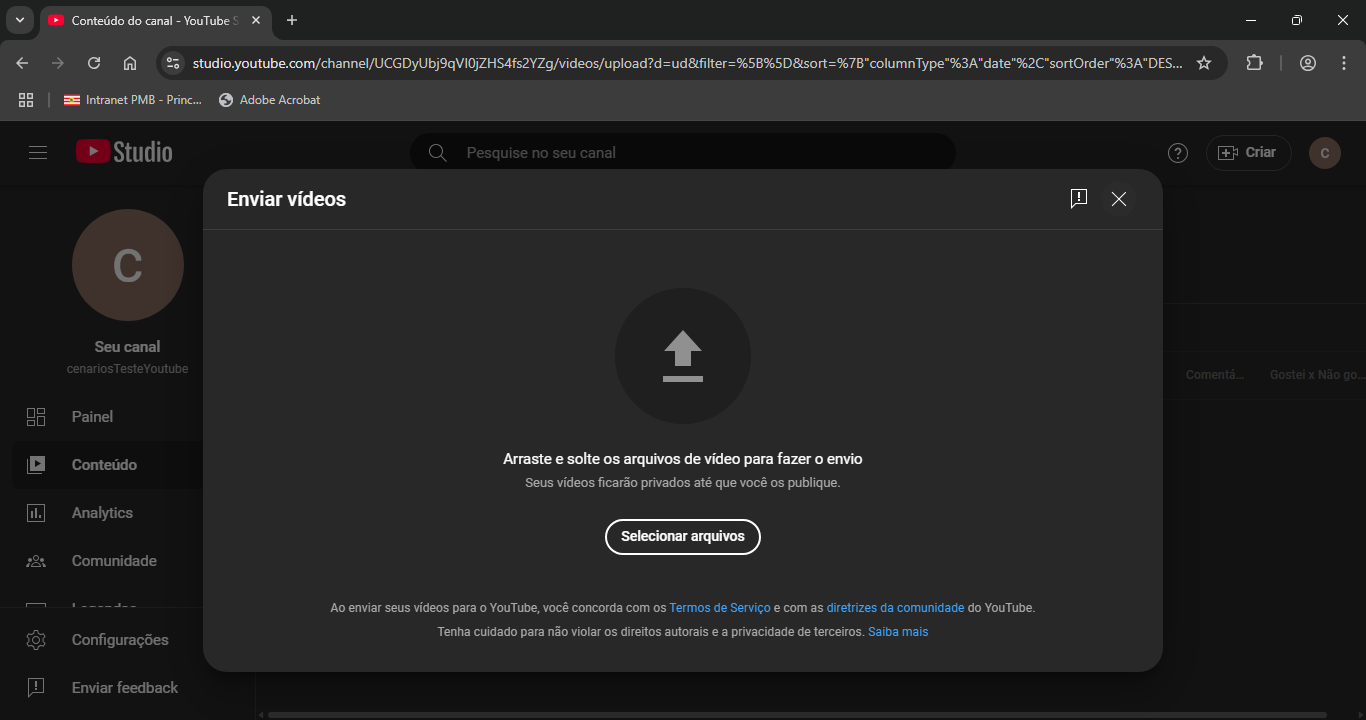 Conteúdo do canal - YouTube S
studio.youtube.com/channel/UCGDyUbj9qVI0jZHS4fs2YZg/videos/upload?d=ud&filter=%5B%5D&sort=%7B"columnType"%3A"date"%2C"sortOrder"%3A"DES...
Intranet PMB - Princ... Adobe Acrobat
Studio
Pesquise no seu canal
Criar
C
Enviar vídeos
C
Seu canal
cenariosTesteYoutube
Comentá...
Gostei x Não go...
Painel
Conteúdo
Analytics
Comunidade
Configurações
Enviar feedback
Arraste e solte os arquivos de vídeo para fazer o envio
Seus vídeos ficarão privados até que você os publique.
Selecionar arquivos
Ao enviar seus vídeos para o YouTube, você concorda com os Termos de Serviço e com as diretrizes da comunidade do YouTube.
Tenha cuidado para não violar os direitos autorais e a privacidade de terceiros. Saiba mais